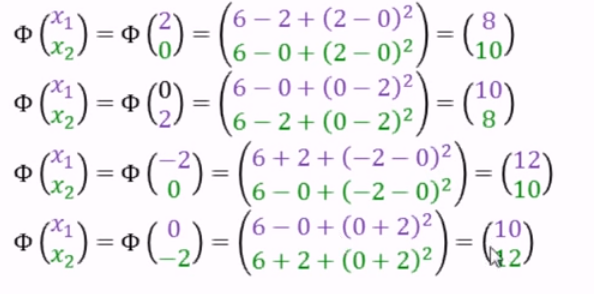 Φ(x₁ x₂) = Φ(2 0) = (6 − 2 + (2 − 0)² 6 − 0 + (2 − 0)²) = (8 10)
Φ(x₁ x₂) = Φ(0 2) = (6 − 0 + (0 − 2)² 6 − 2 + (0 − 2)²) = (10 8)
Φ(x₁ x₂) = Φ(−2 0) = (6 + 2 + (−2 − 0)² 6 − 0 + (−2 − 0)²) = (12 10)
Φ(x₁ x₂) = Φ(0 −2) = (6 − 0 + (0 + 2)² 6 + 2 + (0 + 2)²) = (10 12)